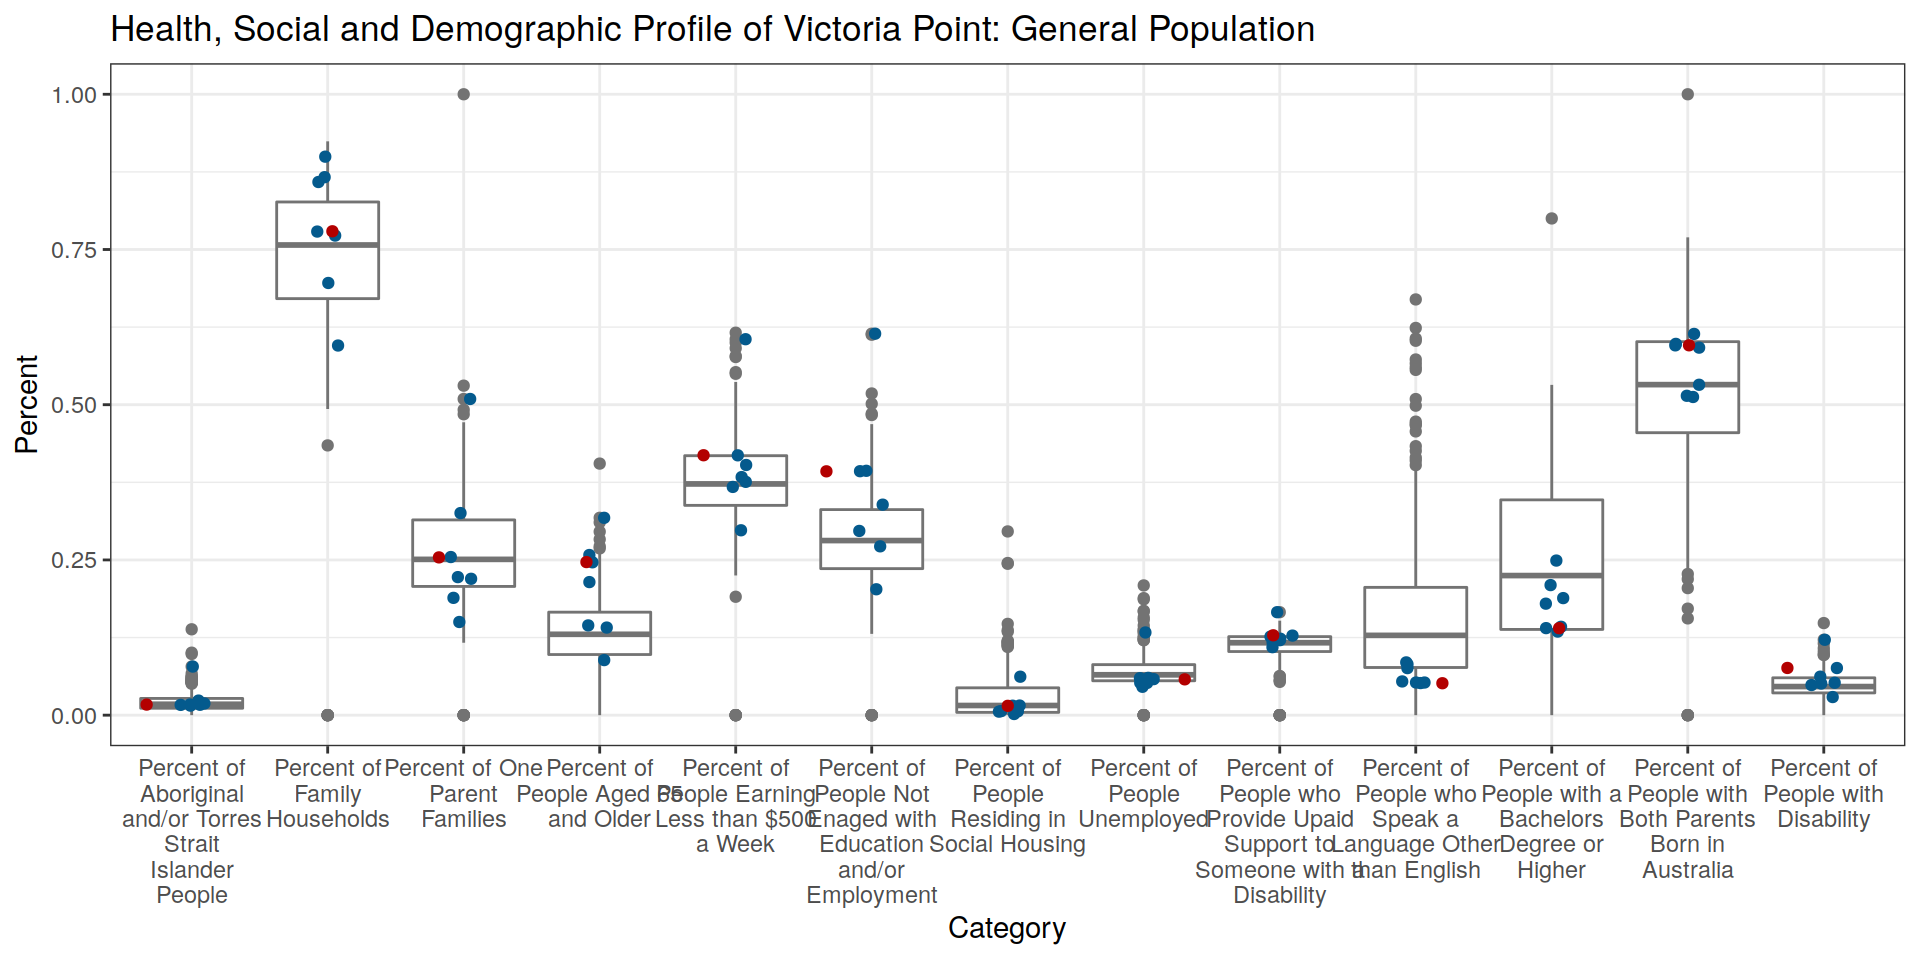 Health, Social and Demographic Profile of Victoria Point: General Population
1.00
0.75
0.50
0.25
0.00
Percent
Percent of
Aboriginal
and/or Torres
Strait
Islander
People
Percent of
Family
Households
Percent of One
Parent
Families
Percent of
People Aged 65
and Older
Percent of
People Earning
Less than $500
a Week
Percent of
People Not
Enaged with
Education
and/or
Employment
Percent of
People
Residing in
Social Housing
Percent of
People
Unemployed
Percent of
People who
Provide Upaid
Support to
Someone with a
Disability
Percent of
People who
Speak a
Language Other
than English
Percent of
People with a
Bachelors
Degree or
Higher
Percent of
People with
Both Parents
Born in
Australia
Percent of
People with
Disability
Category